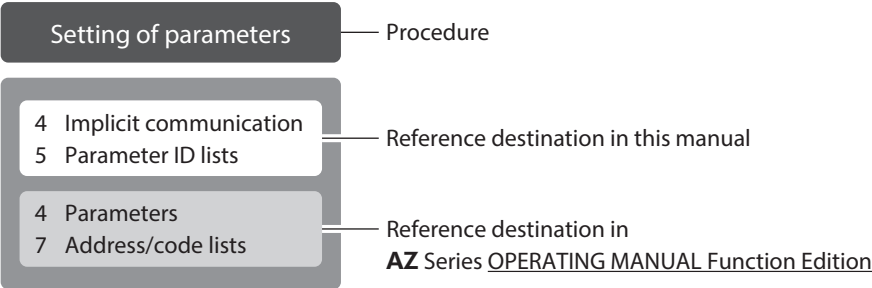 Setting of parameters
Procedure
4 Implicit communication
5 Parameter ID lists
Reference destination in this manual
4 Parameters
7 Address/code lists
Reference destination in
AZ Series OPERATING MANUAL Function Edition